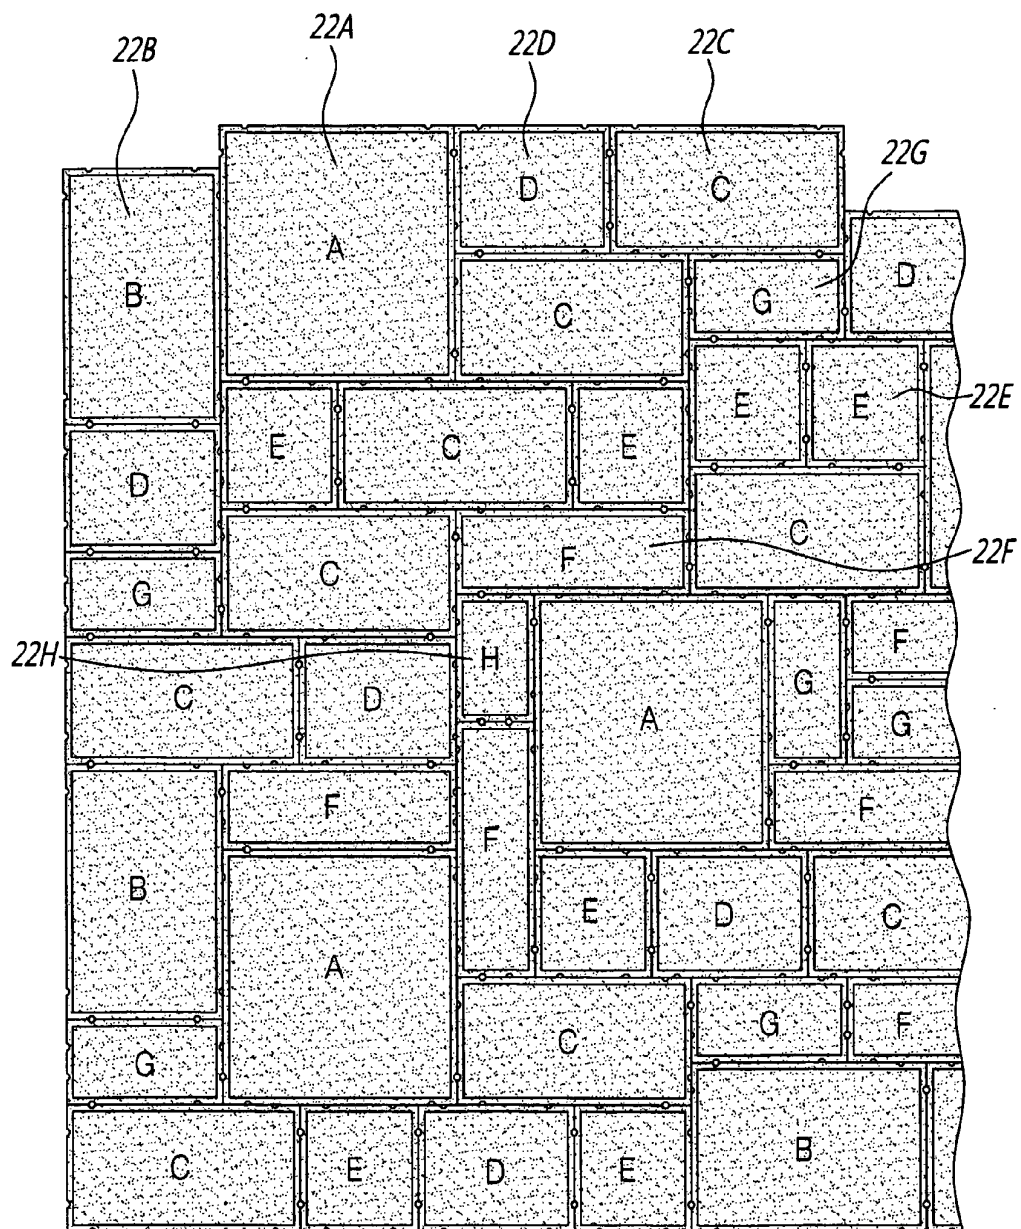 22B 22A 22D 22C
22G
D C
A D
B C G
E E 22E
E C E
D C
C F 22F
G
22H H F
C D A G
G
F F
B F
E D C
A
C G F
G
B
C E D E